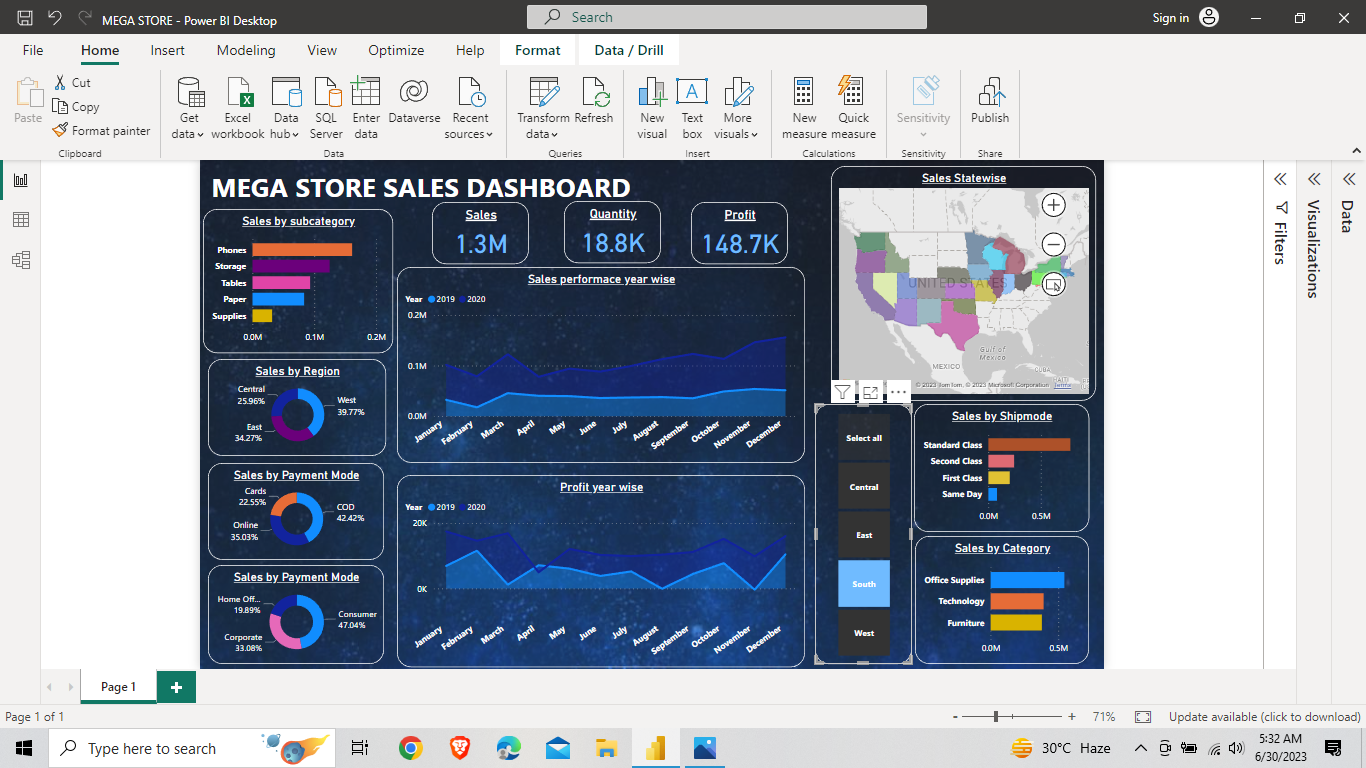 MEGA STORE - Power BI Desktop
Search
Sign in
File Home Insert Modeling View Optimize Help Format Data / Drill
Paste
Cut
Copy
Format painter
Get data
Excel workbook
Data hub
SQL Server
Enter data
Dataverse
Recent sources
Transform data
Refresh
New visual
Text box
More visuals
New measure
Quick measure
Sensitivity
Publish
Clipboard Data Queries Insert Calculations Sensitivity Share
MEGA STORE SALES DASHBOARD
Sales by subcategory
Phones
Storage
Tables
Paper
Supplies
0.0M 0.1M 0.2M
Sales
1.3M
Quantity
18.8K
Profit
148.7K
Sales performace year wise
Year 2019 2020
0.2M
0.1M
0.0M
January February March April May June July August September October November December
Sales by Region
Central
25.96%
West
39.77%
East
34.27%
Sales by Payment Mode
Cards
22.55%
COD
42.42%
Online
35.03%
Sales by Payment Mode
Home Off...
19.89%
Consumer
47.04%
Corporate
33.08%
Profit year wise
Year 2019 2020
20K
0K
January February March April May June July August September October November December
Sales Statewise
UNITED STATES
Gulf of
Mexico
MEXICO
CUBA
© 2023 TomTom, © 2023 Microsoft Corporation Terms
Select all
Central
East
South
West
Sales by Shipmode
Standard Class
Second Class
First Class
Same Day
0.0M 0.5M
Sales by Category
Office Supplies
Technology
Furniture
0.0M 0.5M
Filters
Visualizations
Data
Page 1
Page 1 of 1
- + 71%
Update available (click to download)
Type here to search
30°C Haze
5:32 AM
6/30/2023